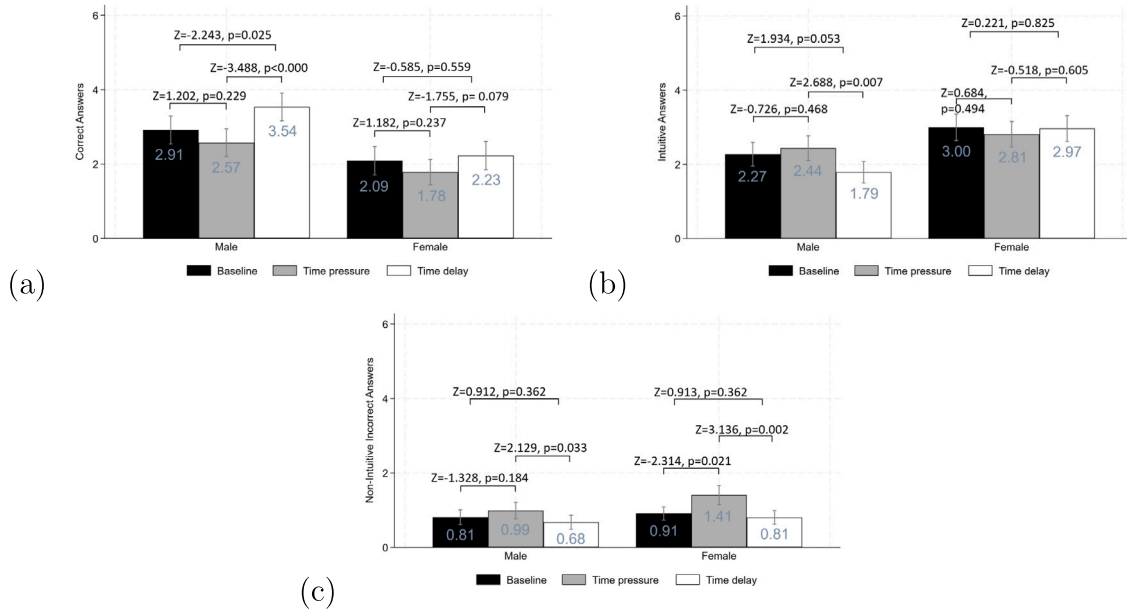 6
Z=-2.243, p=0.025
Z=-3.488, p<0.000
Z=-0.585, p=0.559
4
Z=1.202, p=0.229
Z=-1.755, p= 0.079
Z=1.182, p=0.237
Correct Answers
2
2.91
2.57
3.54
2.09
1.78
2.23
0
Male
Female
Baseline
Time pressure
Time delay
(a)
6
Z=0.221, p=0.825
Z=1.934, p=0.053
Z=2.688, p=0.007
Z=-0.518, p=0.605
4
Z=-0.726, p=0.468
Z=0.684,
p=0.494
Intuitive Answers
2
2.27
2.44
1.79
3.00
2.81
2.97
0
Male
Female
Baseline
Time pressure
Time delay
(b)
6
Z=0.912, p=0.362
Z=0.913, p=0.362
4
Z=2.129, p=0.033
Z=3.136, p=0.002
Z=-1.328, p=0.184
Z=-2.314, p=0.021
Non-Intuitive Incorrect Answers
2
0.81
0.99
0.68
0.91
1.41
0.81
0
Male
Female
Baseline
Time pressure
Time delay
(c)